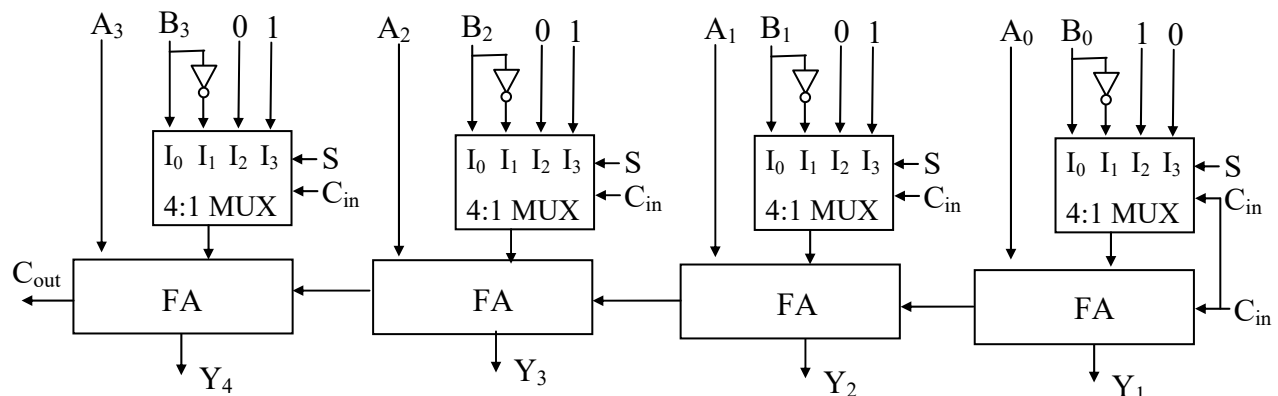 A₃ B₃ 0 1 A₂ B₂ 0 1 A₁ B₁ 0 1 A₀ B₀ 1 0
I₀ I₁ I₂ I₃ S I₀ I₁ I₂ I₃ S I₀ I₁ I₂ I₃ S I₀ I₁ I₂ I₃ S
4:1 MUX Cᵢₙ 4:1 MUX Cᵢₙ 4:1 MUX Cᵢₙ 4:1 MUX Cᵢₙ
Cₒᵤₜ FA FA FA FA Cᵢₙ
Y₄ Y₃ Y₂ Y₁